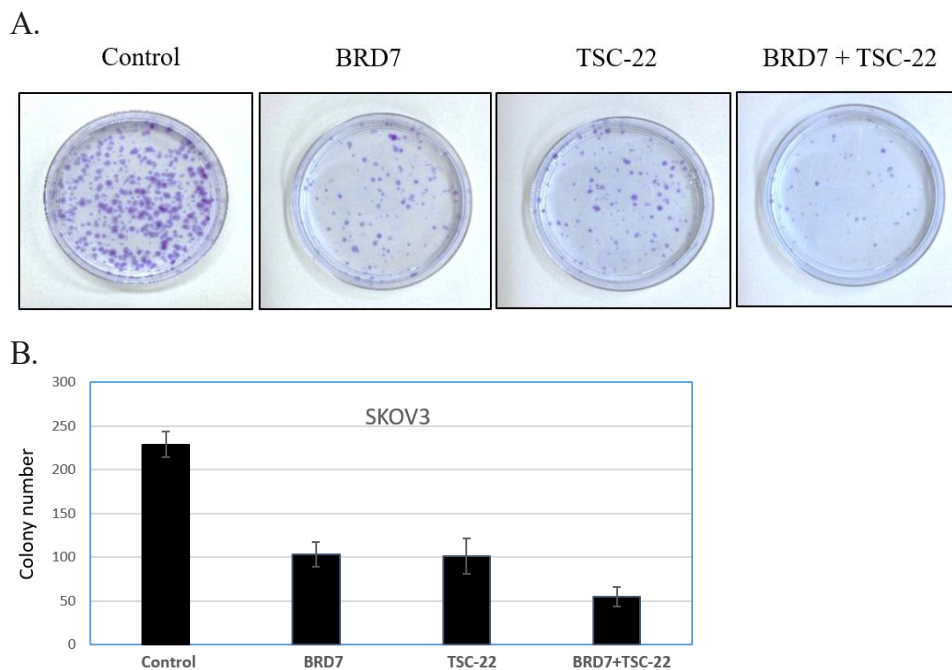 A.
Control BRD7 TSC-22 BRD7 + TSC-22
B.
SKOV3
Colony number
300
250
200
150
100
50
0
Control BRD7 TSC-22 BRD7+TSC-22